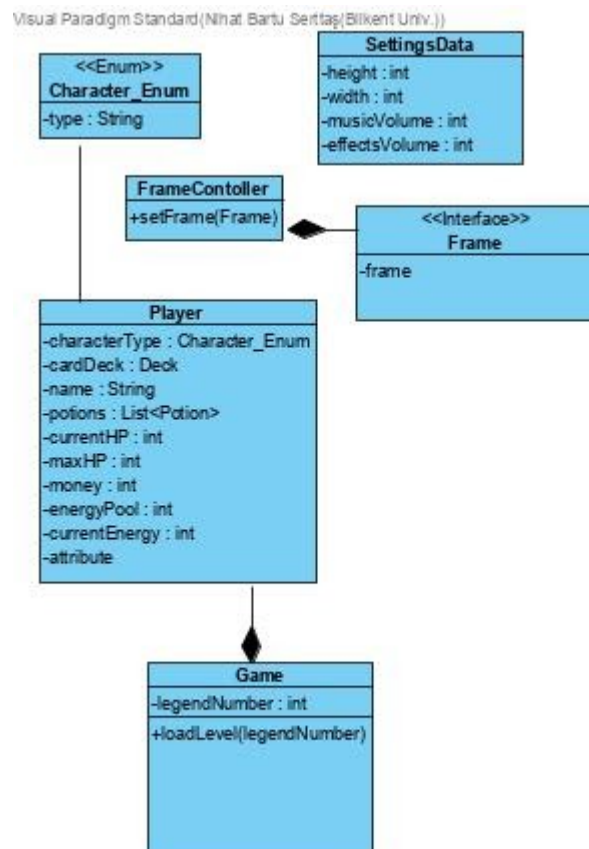 Visual Paradigm Standard(Nihat Bartu Serttaş(Bilkent Univ.))
<<Enum>>
Character_Enum
-type : String
SettingsData
-height : int
-width : int
-musicVolume : int
-effectsVolume : int
FrameContoller
+setFrame(Frame)
<<Interface>>
Frame
-frame
Player
-characterType : Character_Enum
-cardDeck : Deck
-name : String
-potions : List<Potion>
-currentHP : int
-maxHP : int
-money : int
-energyPool : int
-currentEnergy : int
-attribute
Game
-legendNumber : int
+loadLevel(legendNumber)